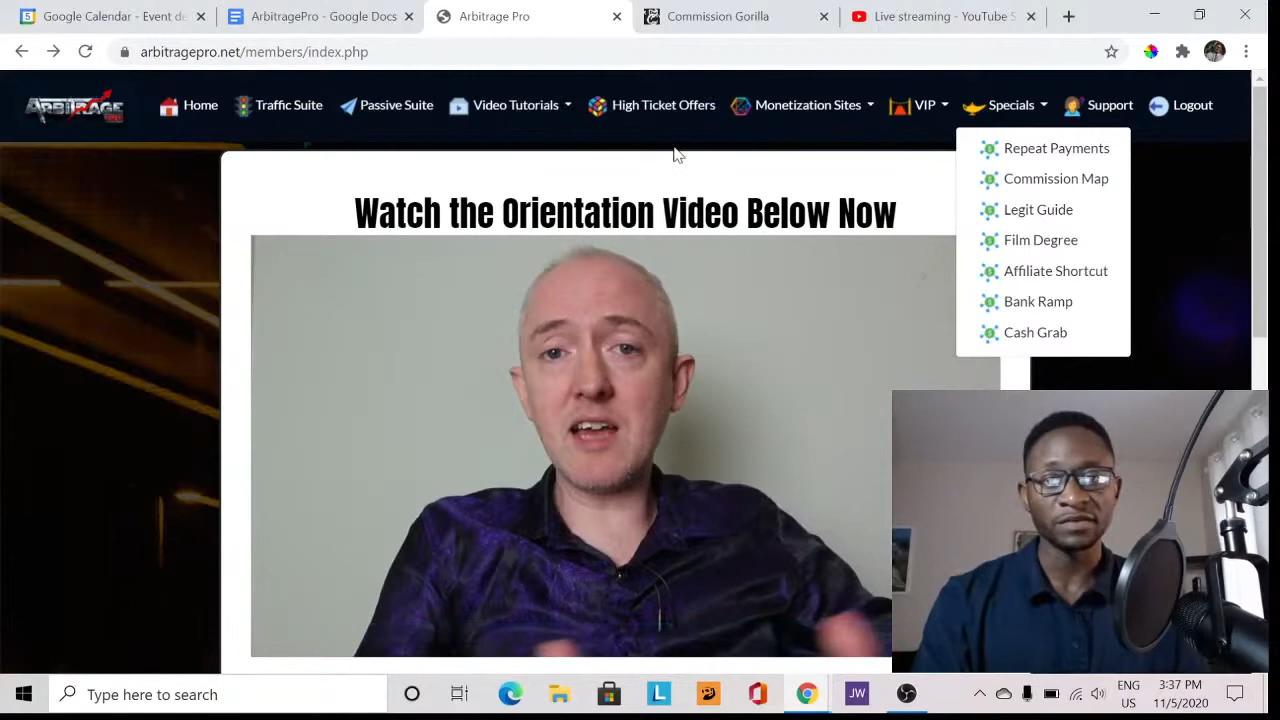 Google Calendar - Event de
ArbitragePro - Google Docs
Arbitrage Pro
Commission Gorilla
Live streaming - YouTube S
arbitragepro.net/members/index.php
ARBITRAGE
Home
Traffic Suite
Passive Suite
Video Tutorials
High Ticket Offers
Monetization Sites
VIP
Specials
Support
Logout
Repeat Payments
Commission Map
Legit Guide
Film Degree
Affiliate Shortcut
Bank Ramp
Cash Grab
Watch the Orientation Video Below Now
Type here to search
L
JW
ENG
US
3:37 PM
11/5/2020